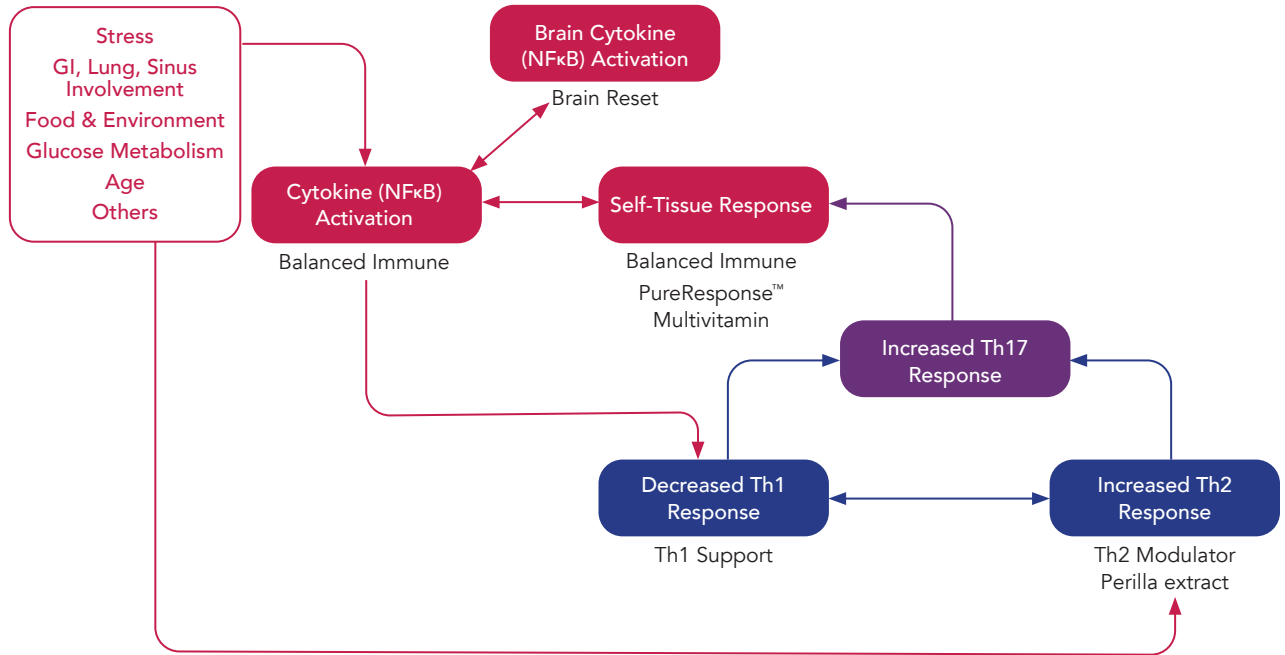 Stress
GI, Lung, Sinus
Involvement
Food & Environment
Glucose Metabolism
Age
Others
Brain Cytokine
(NFκB) Activation
Brain Reset
Cytokine (NFκB)
Activation
Balanced Immune
Self-Tissue Response
Balanced Immune
PureResponse™
Multivitamin
Increased Th17
Response
Decreased Th1
Response
Th1 Support
Increased Th2
Response
Th2 Modulator
Perilla extract